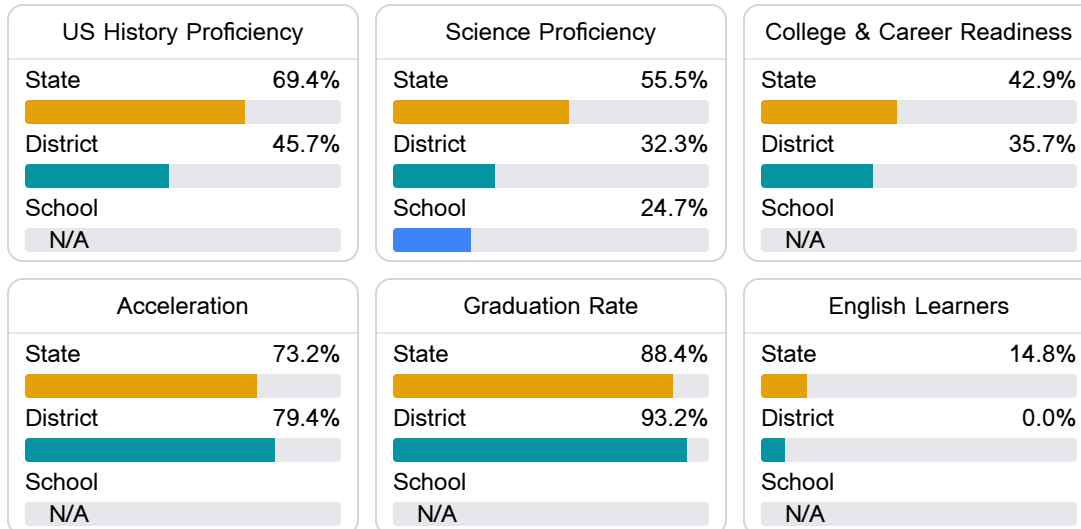 US History Proficiency
State 69.4%
District 45.7%
School
N/A
Science Proficiency
State 55.5%
District 32.3%
School 24.7%
College & Career Readiness
State 42.9%
District 35.7%
School
N/A
Acceleration
State 73.2%
District 79.4%
School
N/A
Graduation Rate
State 88.4%
District 93.2%
School
N/A
English Learners
State 14.8%
District 0.0%
School
N/A